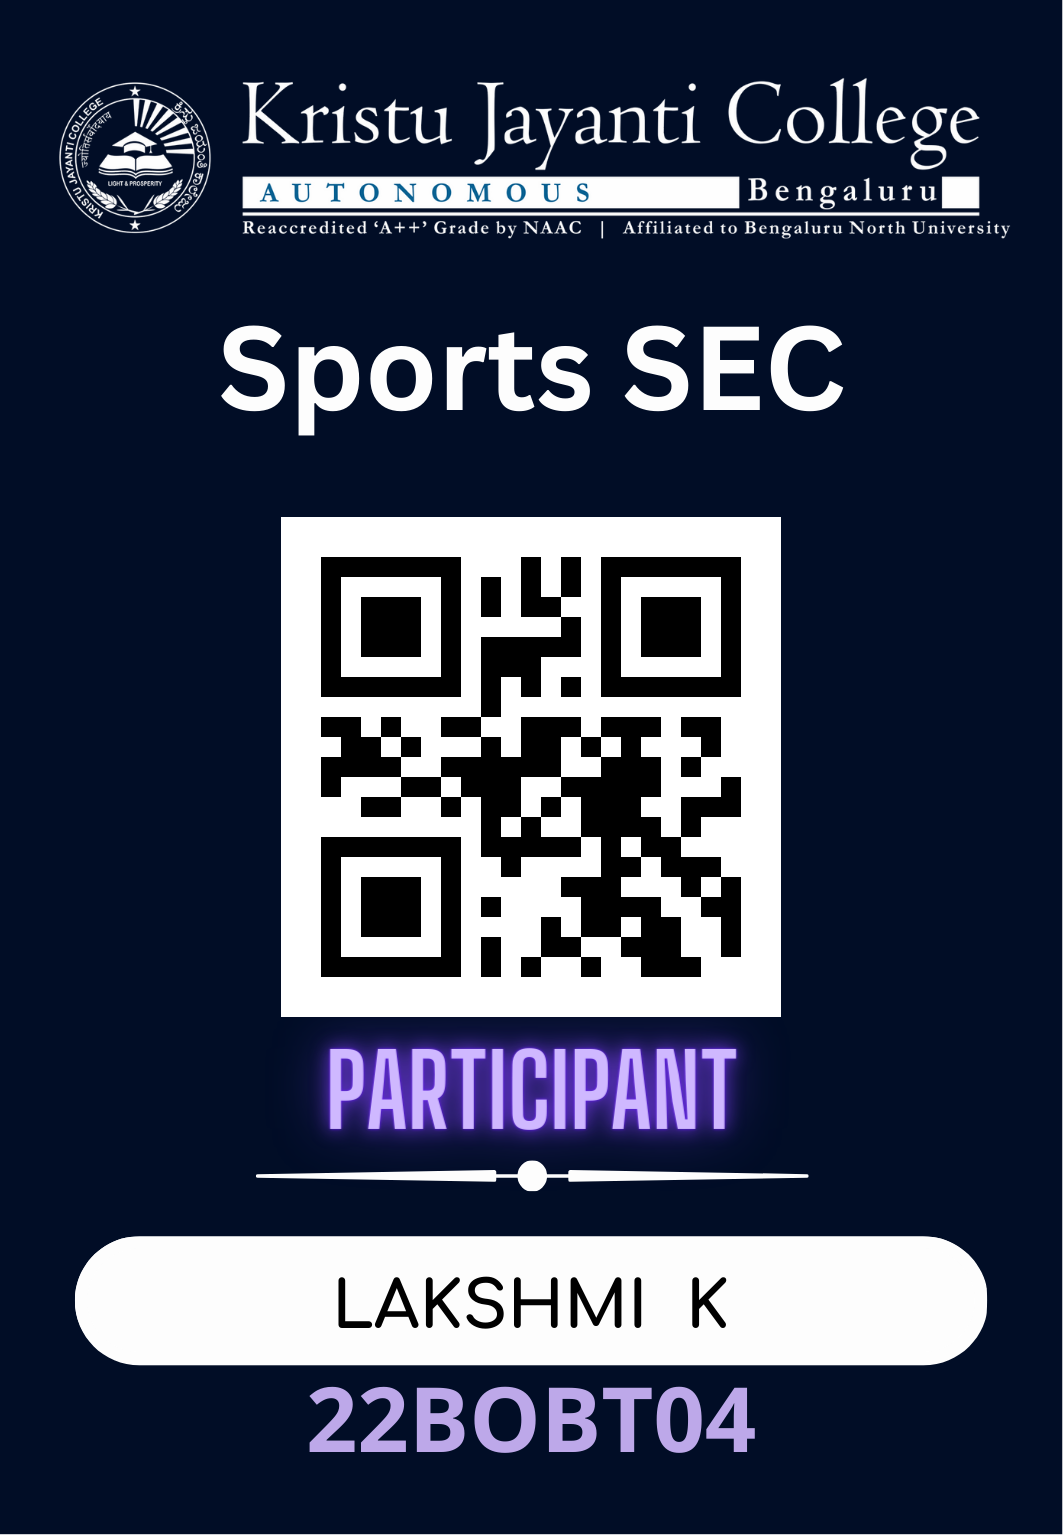 Kristu Jayanti College
AUTONOMOUS Bengaluru
Reaccredited ‘A++’ Grade by NAAC | Affiliated to Bengaluru North University
KRISTU JAYANTI COLLEGE
ಕ್ರಿಸ್ತು ಜಯಂತಿ ಕಾಲೇಜು
LIGHT & PROSPERITY
Sports SEC
PARTICIPANT
LAKSHMI K
22BOBT04